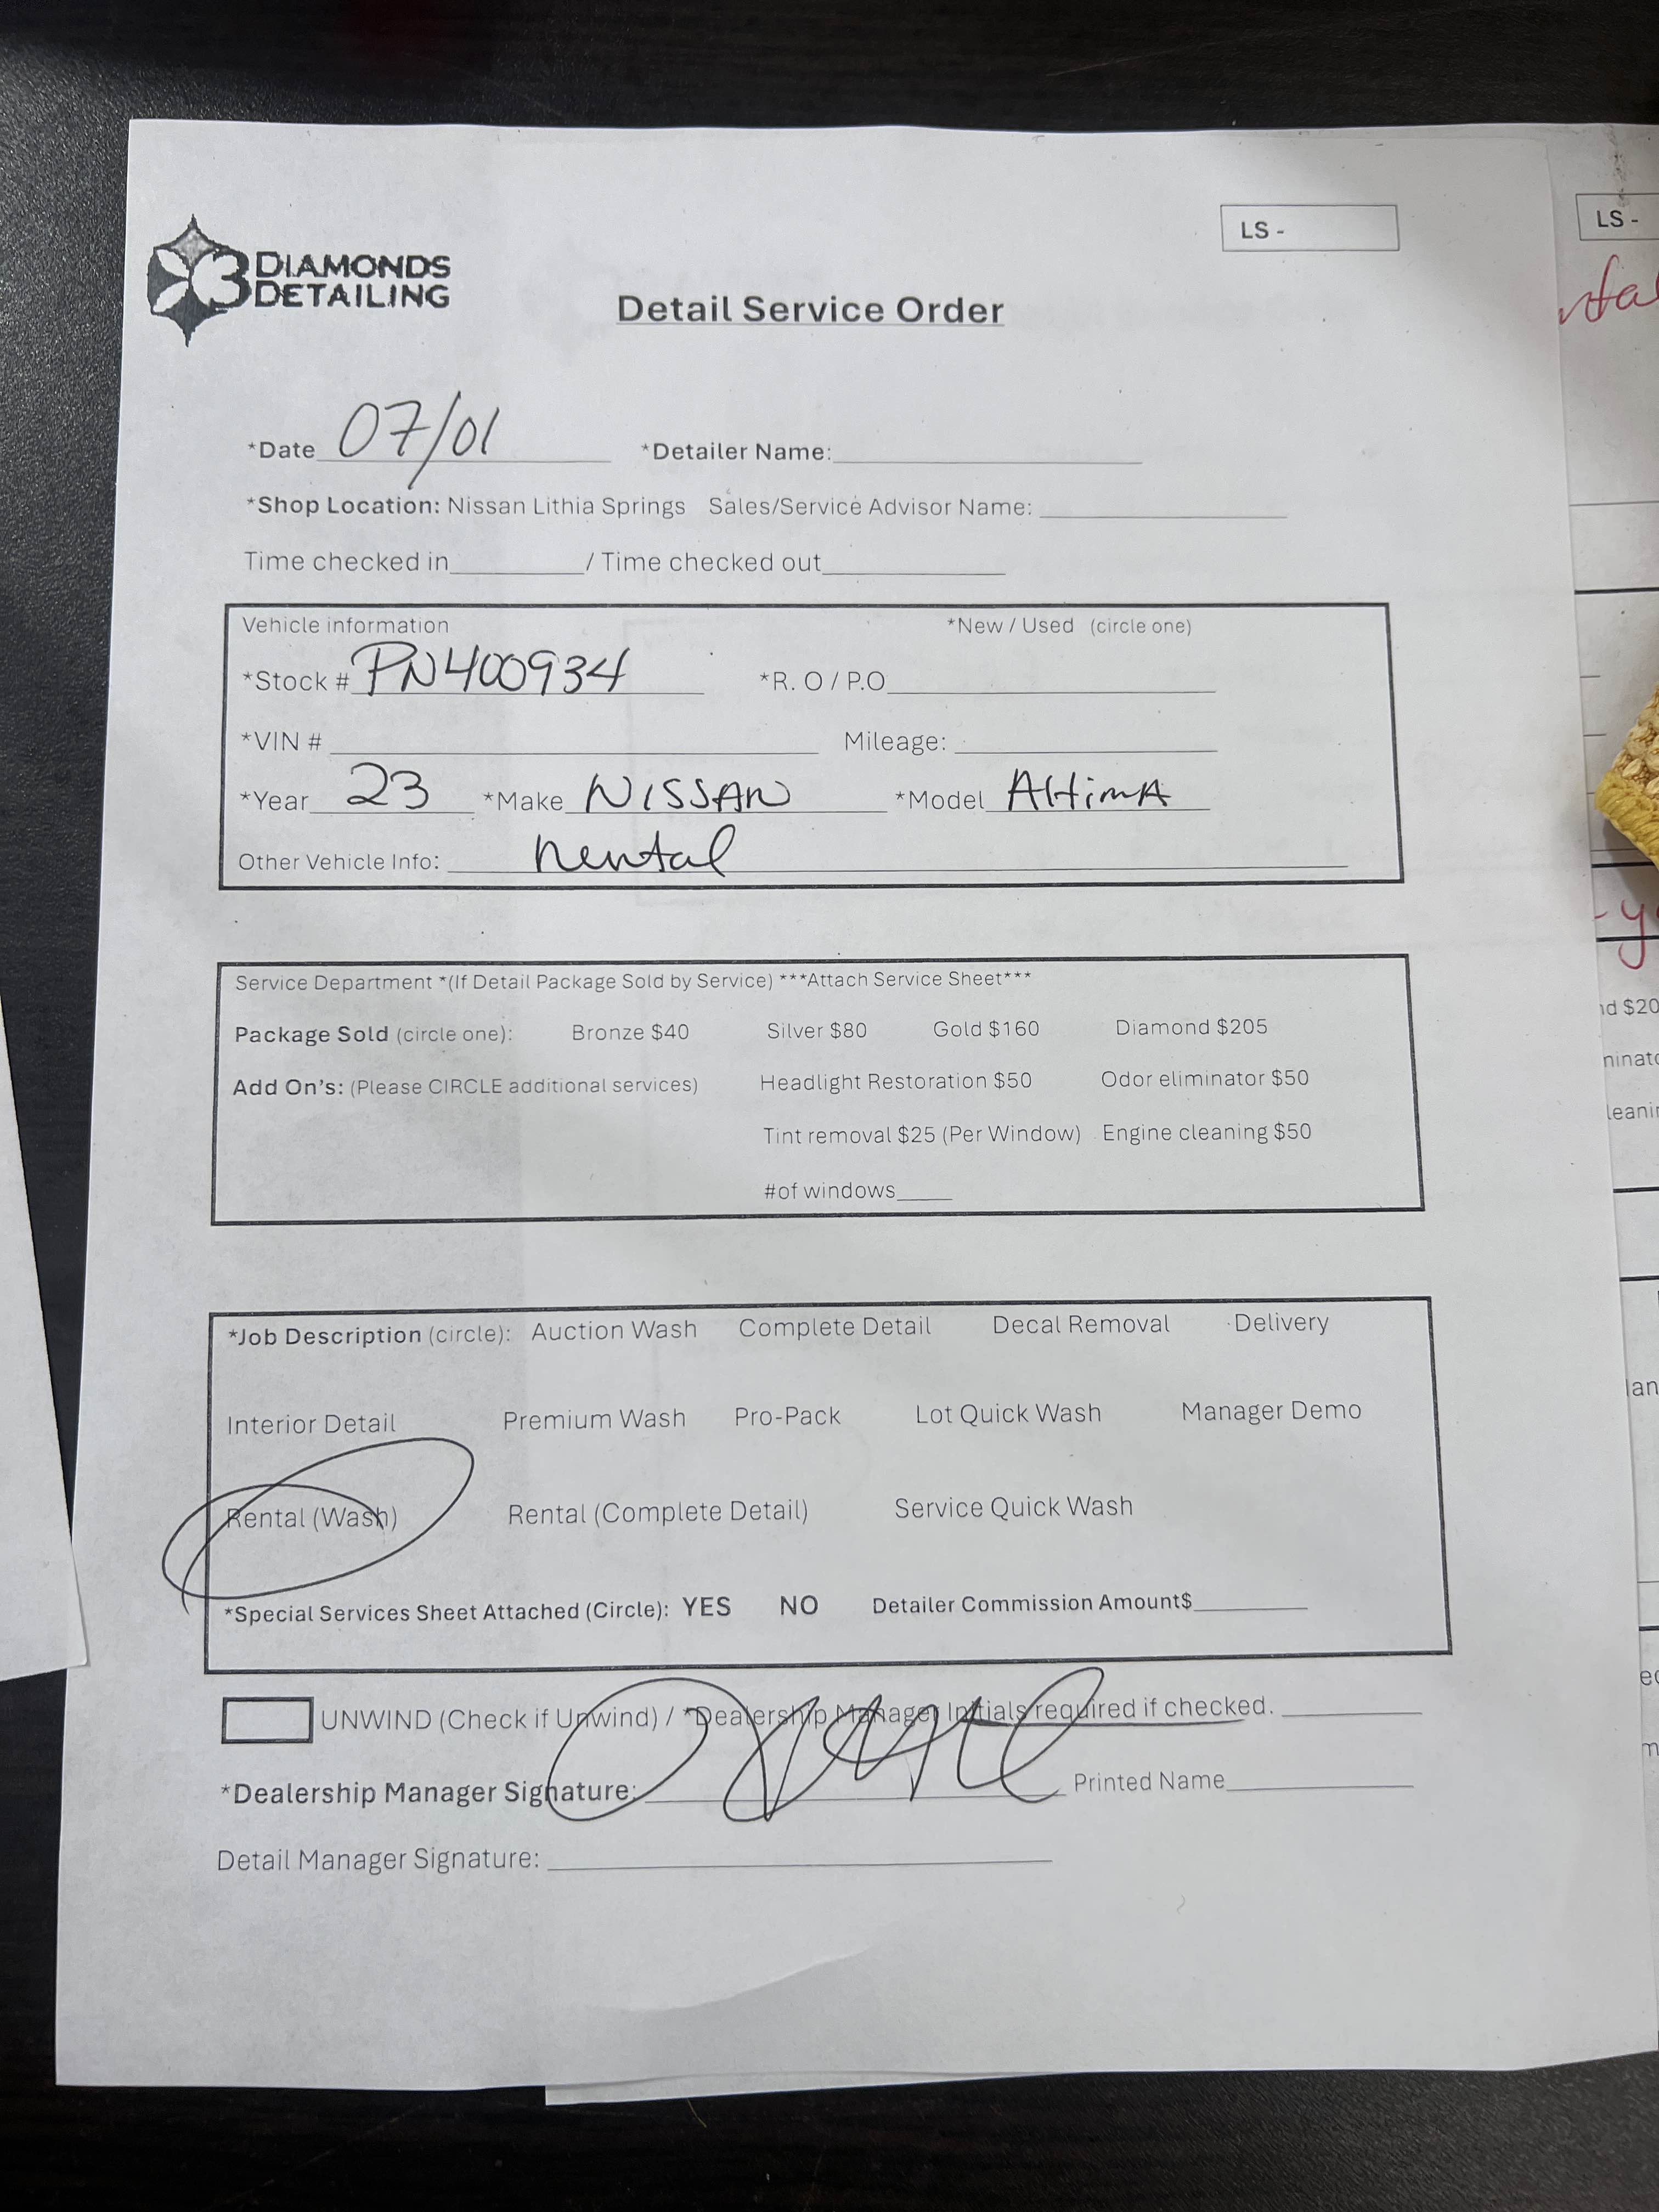 LS -
3 DIAMONDS
DETAILING
Detail Service Order
*Date 07/01 *Detailer Name:
*Shop Location: Nissan Lithia Springs Sales/Service Advisor Name:
Time checked in / Time checked out
Vehicle information *New / Used (circle one)
*Stock # PN400934 *R. O / P.O
*VIN # Mileage:
*Year 23 *Make NISSAN *Model AltimA
Other Vehicle Info: Rental
Service Department *(If Detail Package Sold by Service) ***Attach Service Sheet***
Package Sold (circle one): Bronze $40 Silver $80 Gold $160 Diamond $205
Add On's: (Please CIRCLE additional services) Headlight Restoration $50 Odor eliminator $50
Tint removal $25 (Per Window) Engine cleaning $50
#of windows
*Job Description (circle): Auction Wash Complete Detail Decal Removal Delivery
Interior Detail Premium Wash Pro-Pack Lot Quick Wash Manager Demo
Rental (Wash) Rental (Complete Detail) Service Quick Wash
*Special Services Sheet Attached (Circle): YES NO Detailer Commission Amount$
UNWIND (Check if Unwind) / *Dealership Manager Initials required if checked.
*Dealership Manager Signature: Printed Name
Detail Manager Signature:
LS -